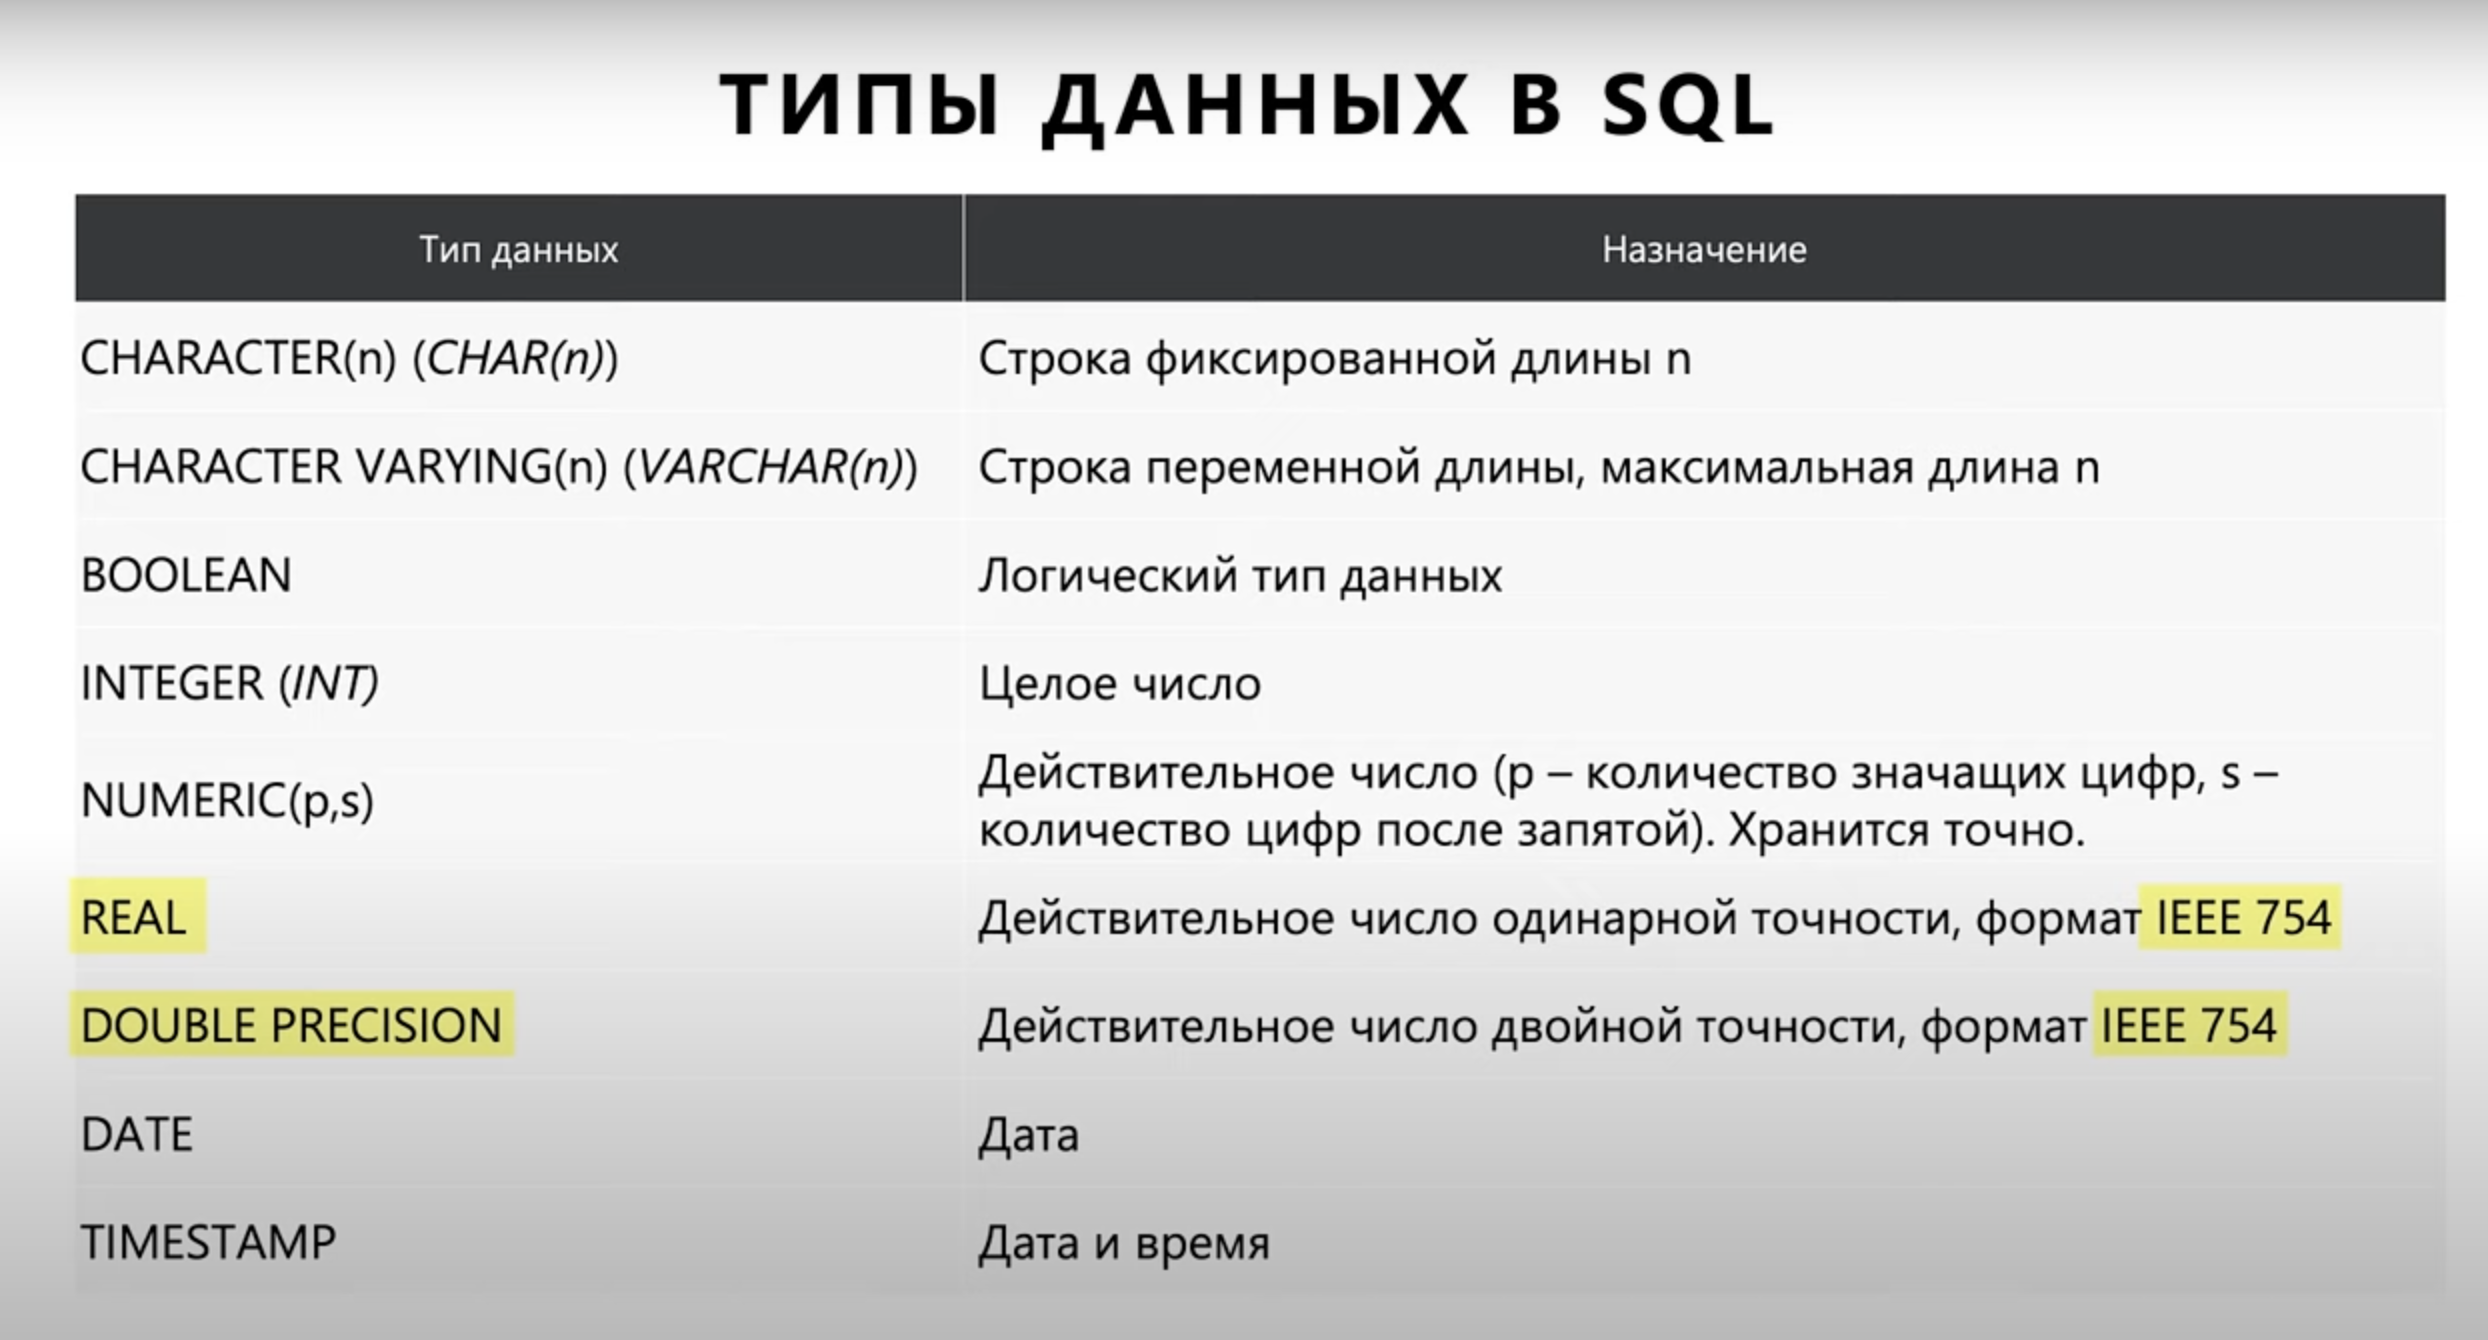 ТИПЫ ДАННЫХ В SQL
Тип данных
Назначение
CHARACTER(n) (CHAR(n))
Строка фиксированной длины n
CHARACTER VARYING(n) (VARCHAR(n))
Строка переменной длины, максимальная длина n
BOOLEAN
Логический тип данных
INTEGER (INT)
Целое число
NUMERIC(p,s)
Действительное число (p – количество значащих цифр, s –
количество цифр после запятой). Хранится точно.
REAL
Действительное число одинарной точности, формат IEEE 754
DOUBLE PRECISION
Действительное число двойной точности, формат IEEE 754
DATE
Дата
TIMESTAMP
Дата и время